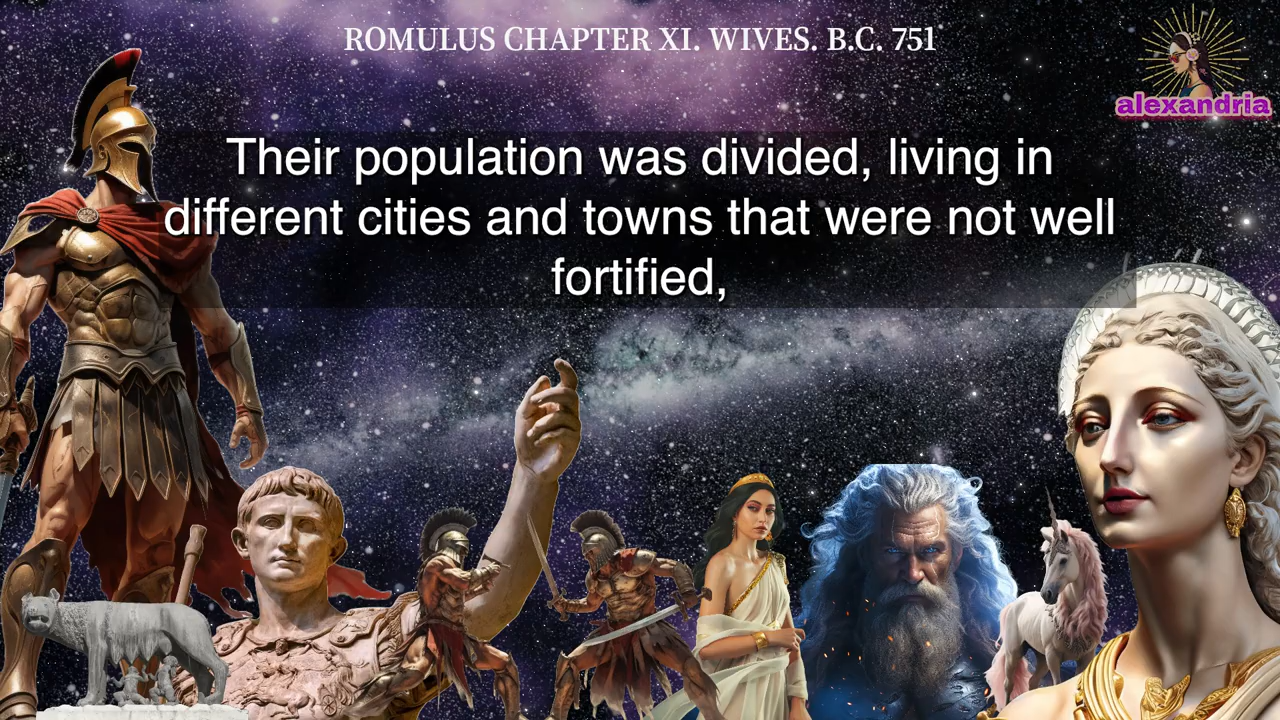 ROMULUS CHAPTER XI. WIVES. B.C. 751
alexandria
Their population was divided, living in
different cities and towns that were not well
fortified,